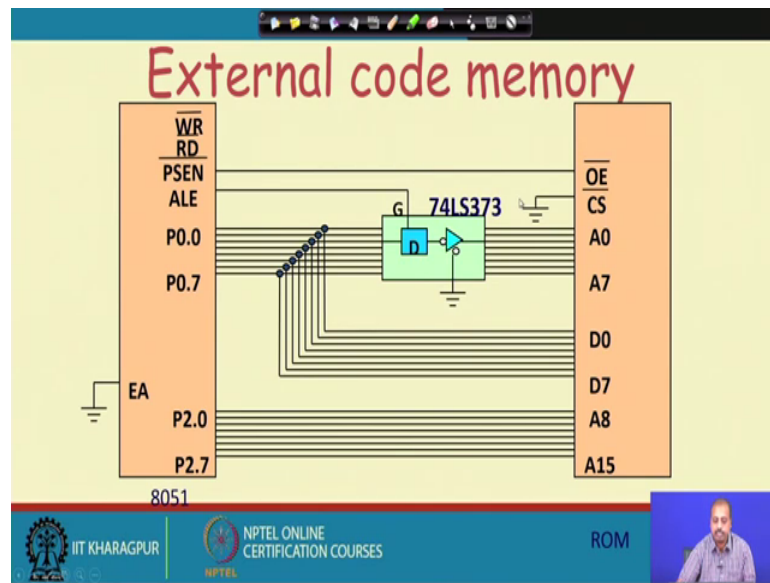 External code memory
WR
RD
PSEN
ALE
P0.0
P0.7
EA
P2.0
P2.7
8051
G
74LS373
D
OE
CS
A0
A7
D0
D7
A8
A15
ROM
IIT KHARAGPUR
NPTEL
NPTEL ONLINE
CERTIFICATION COURSES